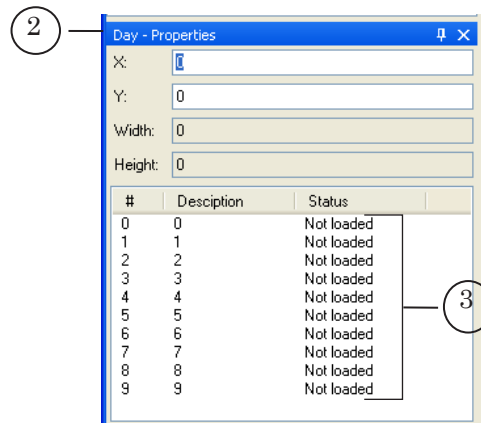 2
Day - Properties
X: 0
Y: 0
Width: 0
Height: 0
# Desciption Status
0 0 Not loaded
1 1 Not loaded
2 2 Not loaded
3 3 Not loaded
4 4 Not loaded
5 5 Not loaded
6 6 Not loaded
7 7 Not loaded
8 8 Not loaded
9 9 Not loaded
3